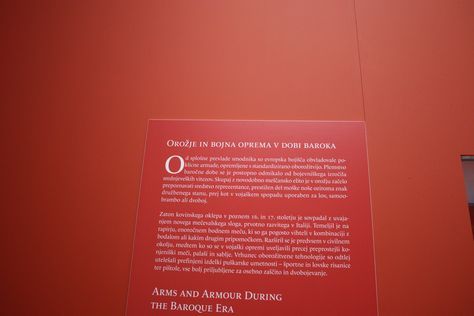 Orožje in bojna oprema v dobi baroka
Od splošne prevlade smodnika so evropska bojišča obvladovale po-
klicne armade, opremljene s standardizirano oborožitvijo. Plemstvo
baročne dobe se je postopno odmikalo od bojevniškega izročila
srednjeveških vitezov. Skupaj z novodobno meščansko elito je v orožju začelo
prepoznavati sredstvo reprezentance, prestižen del moške noše oziroma znak
družbenega stanu, prej kot v vojaškem spopadu uporaben za lov, samoo-
brambo ali dvoboj.
Zaton kovinskega oklepa v poznem 16. in 17. stoletju je sovpadal z uvaja-
njem novega mečevalskega sloga, prvotno razvitega v Italiji. Temeljil je na
rapirju, enoročnem bodnem meču, ki so ga pogosto vihteli v kombinaciji z
bodalom ali kakim drugim pripomočkom. Razširil se je predvsem v civilnem
okolju, medtem ko so se v vojaški opremi uveljavili precej preprostejši ko-
njeniški meči, palaši in sablje. Vrhunec oborožitvene tehnologije so odtlej
utelešali prefinjeni izdelki puškarske umetnosti – športne in lovske risanice
ter pištole, vse bolj priljubljene za osebno zaščito in dvobojevanje.
Arms and Armour During
the Baroque Era